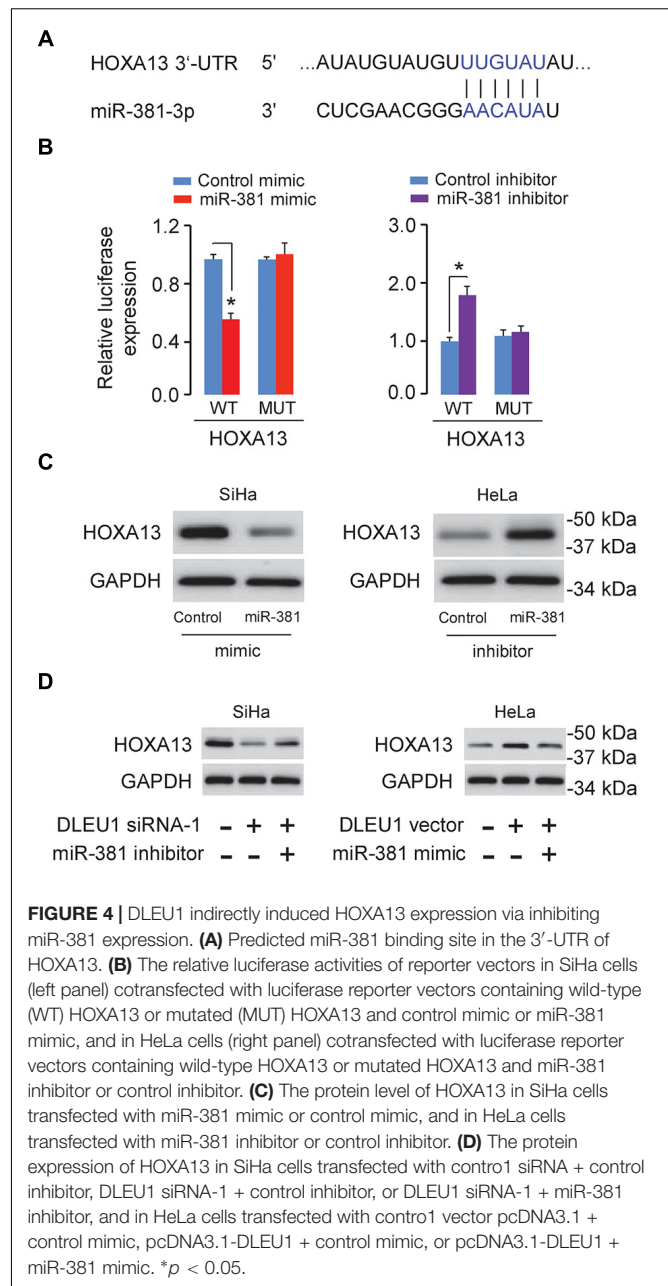 A
HOXA13 3'-UTR 5' ...AUAUGUAUGUUUGUAUAU...
miR-381-3p 3' CUCGAACGGGAACAUAU
B
Control mimic
miR-381 mimic
Control inhibitor
miR-381 inhibitor
Relative luciferase
expression
1.2
0.8
0.4
0.0
*
WT MUT
HOXA13
3.0
2.0
1.0
0.0
*
WT MUT
HOXA13
C
SiHa
HOXA13
GAPDH
Control miR-381
mimic
HeLa
HOXA13
GAPDH
-50 kDa
-37 kDa
-34 kDa
Control miR-381
inhibitor
D
SiHa
HOXA13
GAPDH
DLEU1 siRNA-1 - + +
miR-381 inhibitor +
HeLa
HOXA13
GAPDH
-50 kDa
-37 kDa
-34 kDa
DLEU1 vector - + +
miR-381 mimic +
FIGURE 4 | DLEU1 indirectly induced HOXA13 expression via inhibiting
miR-381 expression. (A) Predicted miR-381 binding site in the 3′-UTR of
HOXA13. (B) The relative luciferase activities of reporter vectors in SiHa cells
(left panel) cotransfected with luciferase reporter vectors containing wild-type
(WT) HOXA13 or mutated (MUT) HOXA13 and control mimic or miR-381
mimic, and in HeLa cells (right panel) cotransfected with luciferase reporter
vectors containing wild-type HOXA13 or mutated HOXA13 and miR-381
inhibitor or control inhibitor. (C) The protein level of HOXA13 in SiHa cells
transfected with miR-381 mimic or control mimic, and in HeLa cells
transfected with miR-381 inhibitor or control inhibitor. (D) The protein
expression of HOXA13 in SiHa cells transfected with contro1 siRNA + control
inhibitor, DLEU1 siRNA-1 + control inhibitor, or DLEU1 siRNA-1 + miR-381
inhibitor, and in HeLa cells transfected with contro1 vector pcDNA3.1 +
control mimic, pcDNA3.1-DLEU1 + control mimic, or pcDNA3.1-DLEU1 +
miR-381 mimic. *p < 0.05.